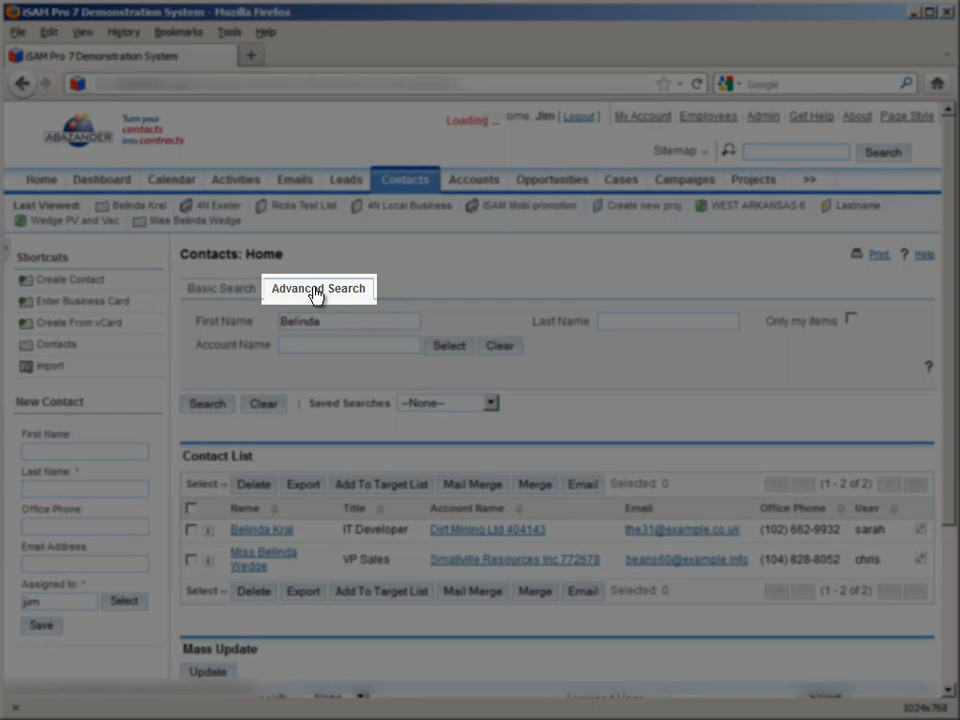 iSAM Pro 7 Demonstration System - Mozilla Firefox
File Edit View History Bookmarks Tools Help
iSAM Pro 7 Demonstration System
Google
ABAZANDER
Turn your
contacts
into contracts
Loading ... ome, Jim [ Logout ] My Account Employees Admin Get Help About Page Style
Sitemap Search
Home Dashboard Calendar Activities Emails Leads Contacts Accounts Opportunities Cases Campaigns Projects >>
Last Viewed: Belinda Kral 4N Exeter Ricks Test List 4N Local Business iSAM Mobi promotion Create new proj WEST ARKANSAS 6 Lastname
Wedge PV and Vac Miss Belinda Wedge
Shortcuts
Create Contact
Enter Business Card
Create From vCard
Contacts
Import
New Contact
First Name:
Last Name: *
Office Phone:
Email Address:
Assigned to: *
jim Select
Save
Contacts: Home Print ? Help
Basic Search Advanced Search
First Name Belinda Last Name Only my items
Account Name Select Clear
?
Search Clear | Saved Searches --None--
Contact List
Select Delete Export Add To Target List Mail Merge Merge Email Selected: 0 (1 - 2 of 2)
Name Title Account Name Email Office Phone User
Belinda Kral IT Developer Dirt Mining Ltd 404143 the31@example.co.uk (102) 662-9932 sarah
Miss Belinda
Wedge VP Sales Smallville Resources Inc 772678 beans60@example.info (104) 828-8052 chris
Select Delete Export Add To Target List Mail Merge Merge Email Selected: 0 (1 - 2 of 2)
Mass Update
Update
1024x768